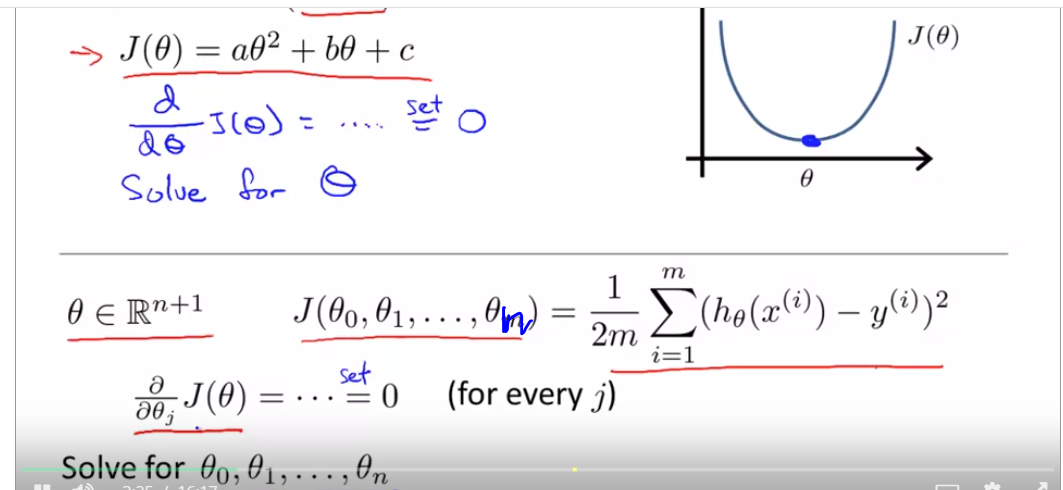 → J(θ) = aθ² + bθ + c
J(θ)
d/dθ J(θ) = .... set = 0
Solve for θ
θ
θ ∈ ℝⁿ⁺¹ J(θ₀, θ₁, . . . , θₙ) = 1/2m ∑ᵢ₌₁ᵐ (h_θ(x⁽ⁱ⁾) − y⁽ⁱ⁾)²
∂/∂θⱼ J(θ) = · · · set = 0 (for every j)
Solve for θ₀, θ₁, . . . , θₙ